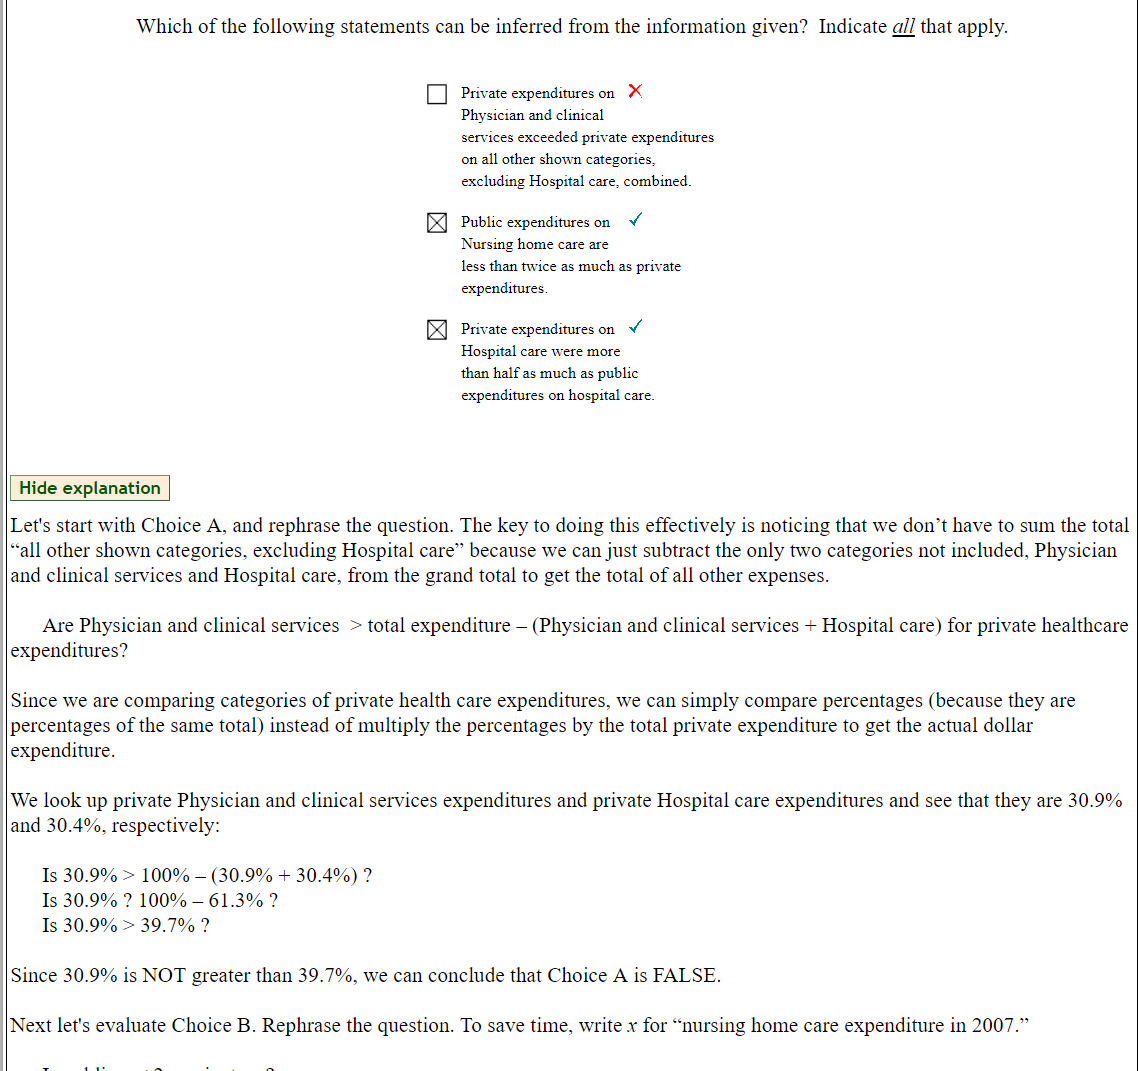 Which of the following statements can be inferred from the information given?  Indicate all that apply.
Private expenditures on
Physician and clinical
services exceeded private expenditures
on all other shown categories,
excluding Hospital care, combined.
Public expenditures on
Nursing home care are
less than twice as much as private
expenditures.
Private expenditures on
Hospital care were more
than half as much as public
expenditures on hospital care.
Hide explanation
Let's start with Choice A, and rephrase the question. The key to doing this effectively is noticing that we don’t have to sum the total
“all other shown categories, excluding Hospital care” because we can just subtract the only two categories not included, Physician
and clinical services and Hospital care, from the grand total to get the total of all other expenses.
Are Physician and clinical services  > total expenditure – (Physician and clinical services + Hospital care) for private healthcare
expenditures?
Since we are comparing categories of private health care expenditures, we can simply compare percentages (because they are
percentages of the same total) instead of multiply the percentages by the total private expenditure to get the actual dollar
expenditure.
We look up private Physician and clinical services expenditures and private Hospital care expenditures and see that they are 30.9%
and 30.4%, respectively:
Is 30.9% > 100% – (30.9% + 30.4%) ?
Is 30.9% ? 100% – 61.3% ?
Is 30.9% > 39.7% ?
Since 30.9% is NOT greater than 39.7%, we can conclude that Choice A is FALSE.
Next let's evaluate Choice B. Rephrase the question. To save time, write x for “nursing home care expenditure in 2007.”